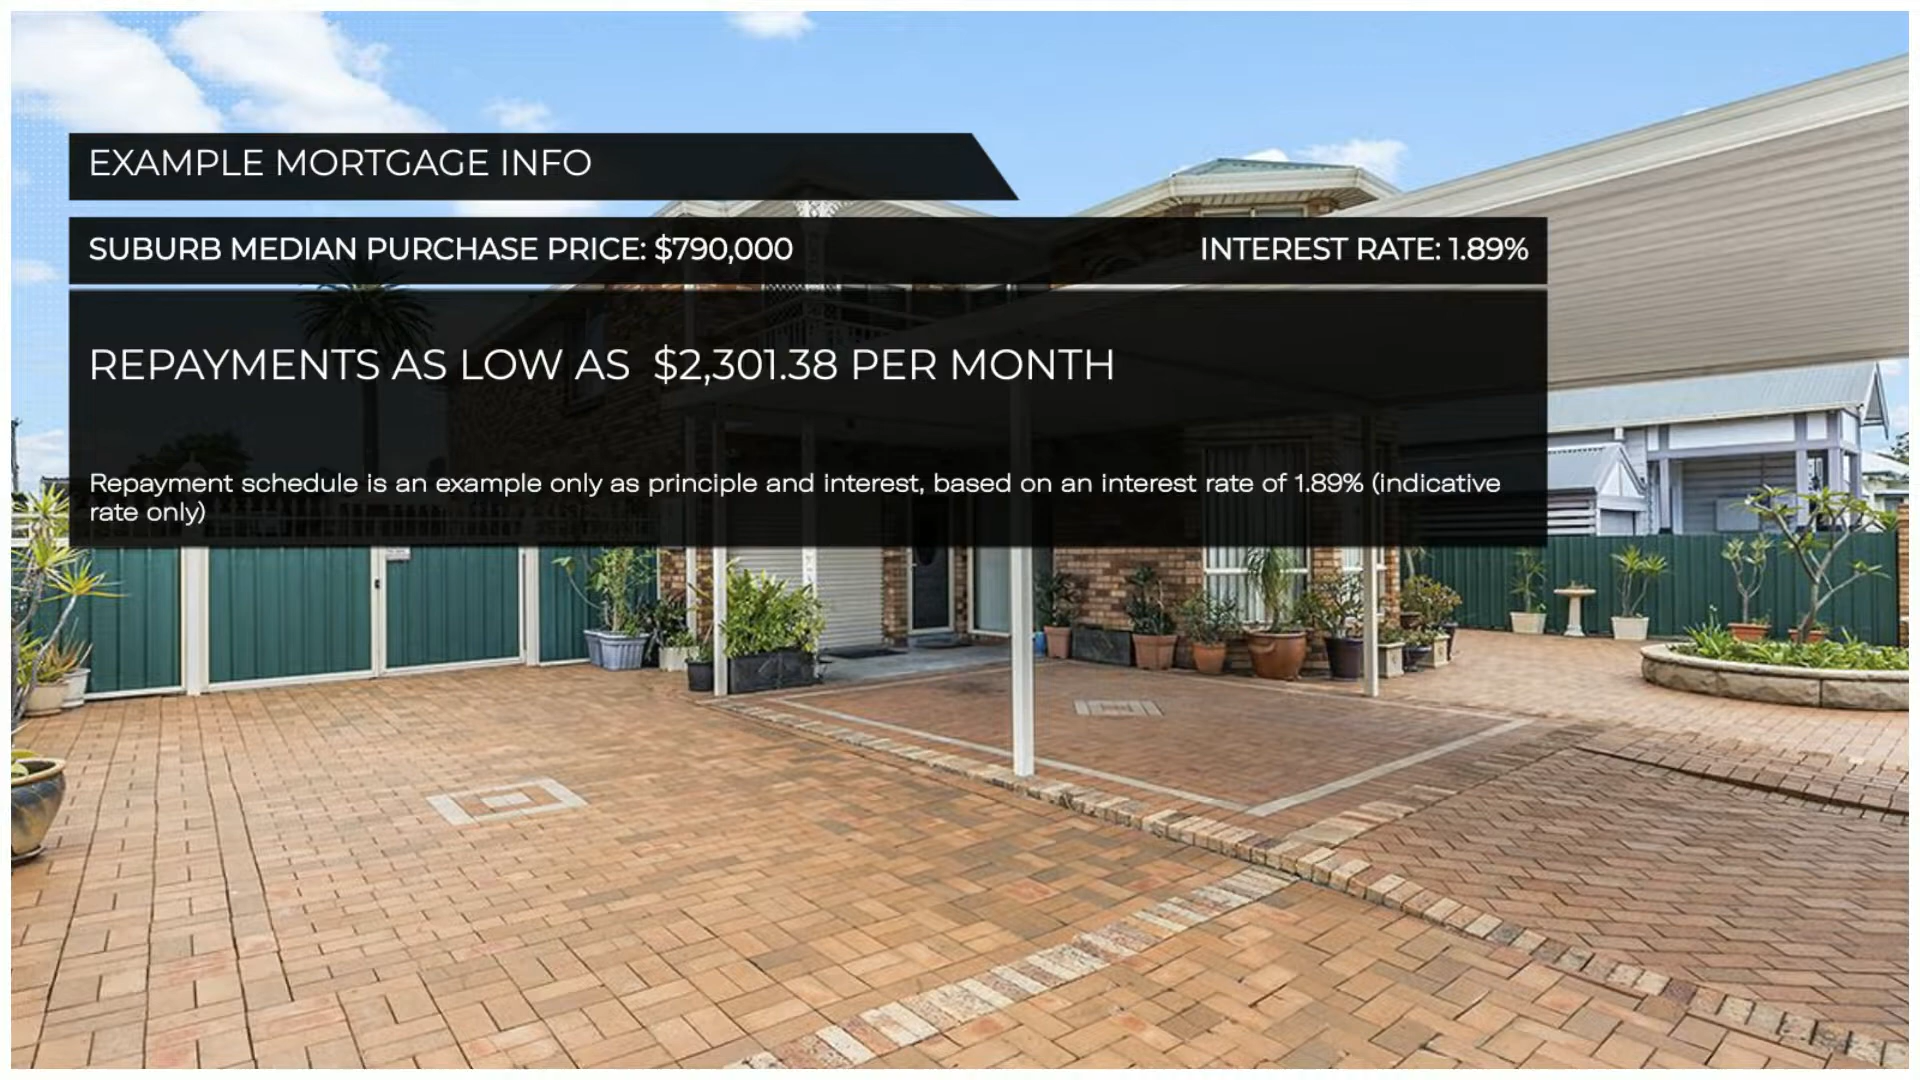 EXAMPLE MORTGAGE INFO
SUBURB MEDIAN PURCHASE PRICE: $790,000 INTEREST RATE: 1.89%
REPAYMENTS AS LOW AS $2,301.38 PER MONTH
Repayment schedule is an example only as principle and interest, based on an interest rate of 1.89% (indicative
rate only)